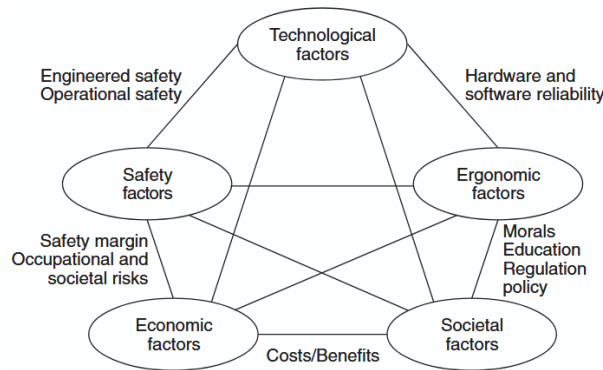 Technological
factors
Engineered safety
Operational safety
Hardware and
software reliability
Safety
factors
Ergonomic
factors
Safety margin
Occupational and
societal risks
Morals
Education
Regulation
policy
Economic
factors
Societal
factors
Costs/Benefits